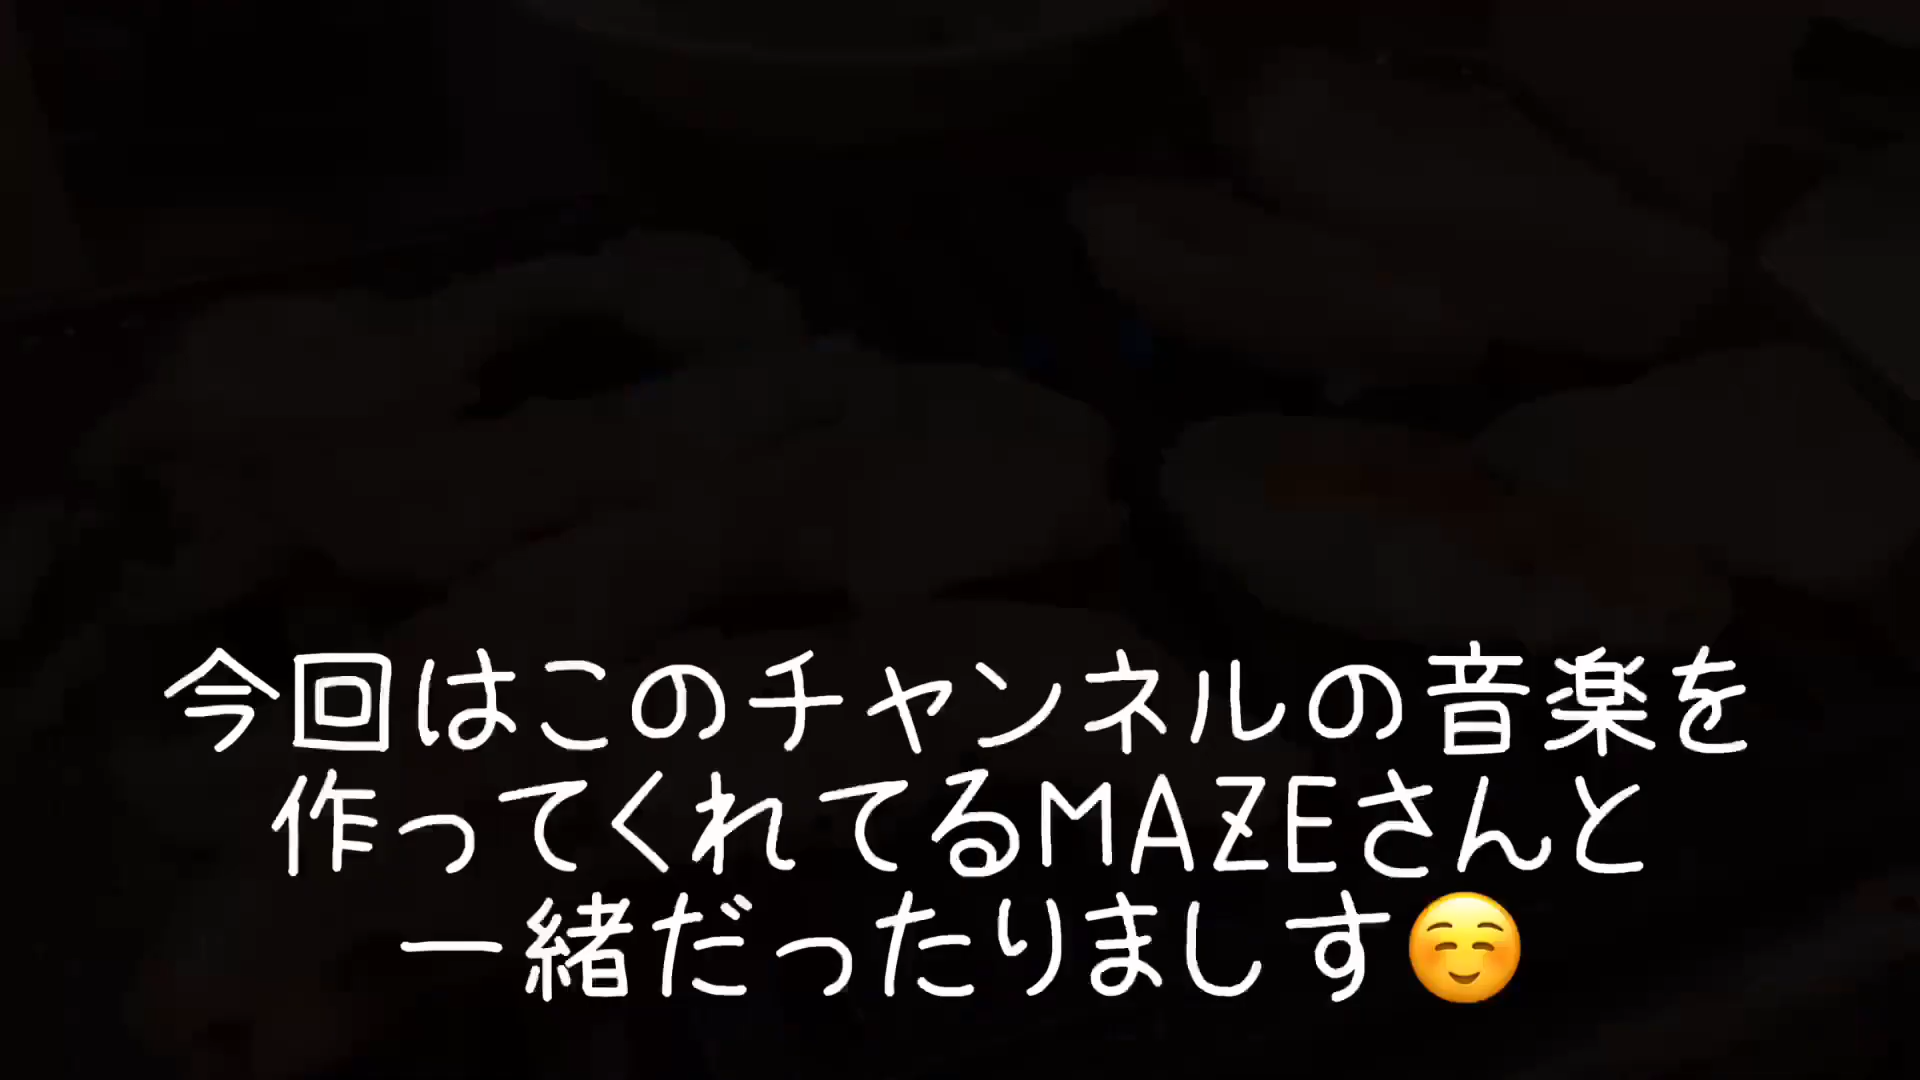 今回はこのチャンネルの音楽を
作ってくれてるMAZEさんと
一緒だったりまします☺️